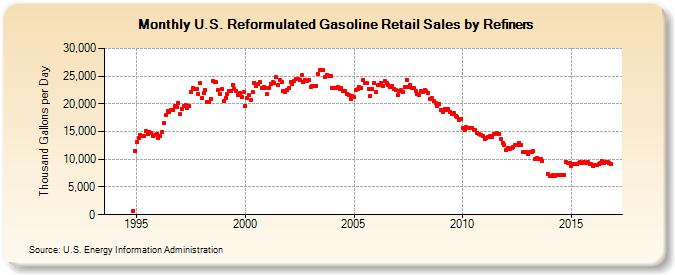 Monthly U.S. Reformulated Gasoline Retail Sales by Refiners
Thousand Gallons per Day
30,000
25,000
20,000
15,000
10,000
5,000
0
1995 2000 2005 2010 2015
Source: U.S. Energy Information Administration